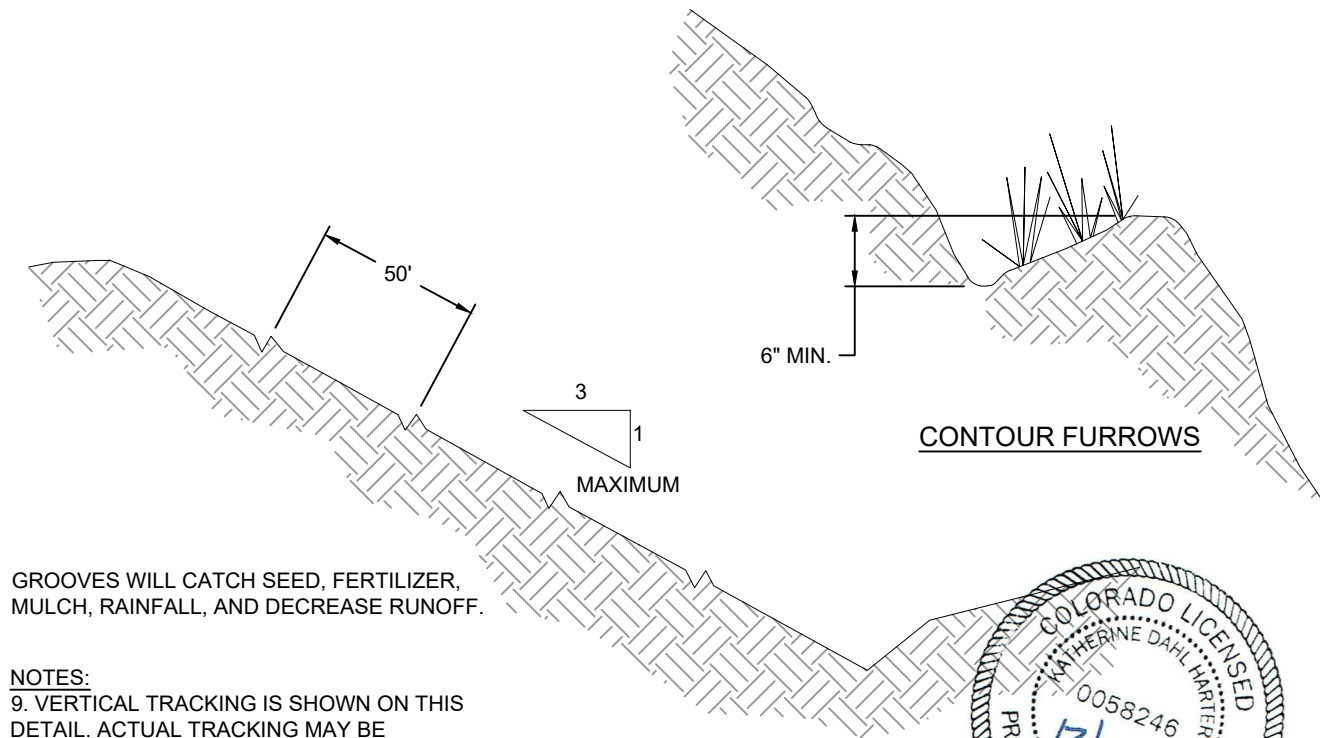 50'
6" MIN.
3
1
MAXIMUM
CONTOUR FURROWS
GROOVES WILL CATCH SEED, FERTILIZER,
MULCH, RAINFALL, AND DECREASE RUNOFF.
NOTES:
9. VERTICAL TRACKING IS SHOWN ON THIS
DETAIL. ACTUAL TRACKING MAY BE
COLORADO LICENSED
KATHERINE DAHL HARTER
0058246
PR